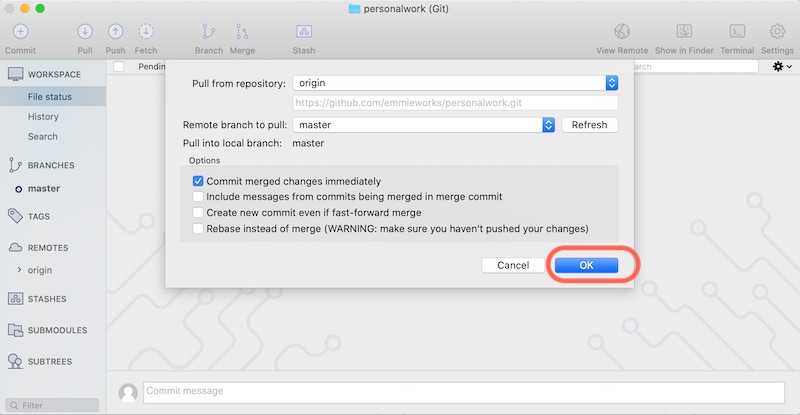 personalwork (Git)
Commit Pull Push Fetch Branch Merge Stash View Remote Show in Finder Terminal Settings
WORKSPACE
File status
History
Search
BRANCHES
master
TAGS
REMOTES
origin
STASHES
SUBMODULES
SUBTREES
Filter
Pull from repository: origin
https://github.com/emmieworks/personalwork.git
Remote branch to pull: master Refresh
Pull into local branch: master
Options
Commit merged changes immediately
Include messages from commits being merged in merge commit
Create new commit even if fast-forward merge
Rebase instead of merge (WARNING: make sure you haven't pushed your changes)
Cancel OK
Commit message